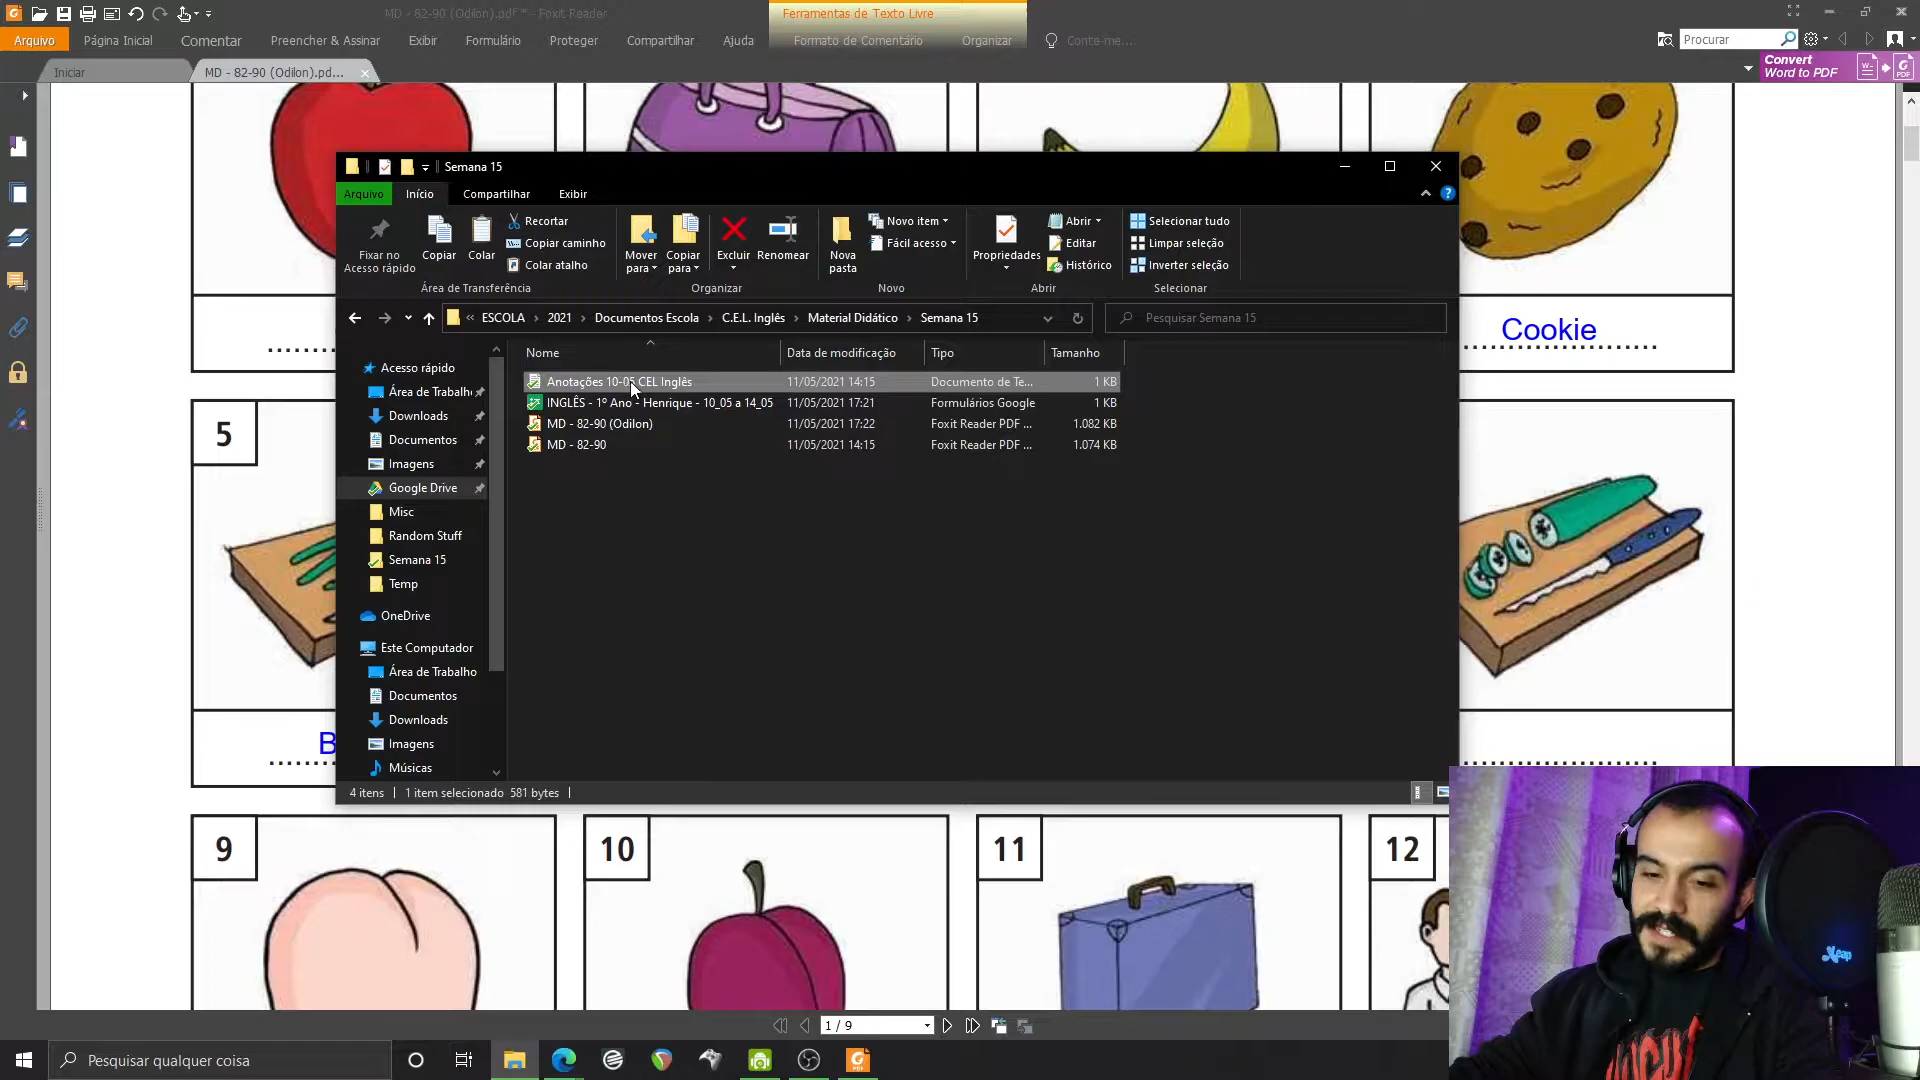 MD - 82-90 (Odilon).pdf * - Foxit Reader
Ferramentas de Texto Livre
Arquivo Página Inicial Comentar Preencher & Assinar Exibir Formulário Proteger Compartilhar Ajuda Formato de Comentário Organizar Conte-me... Procurar
Iniciar MD - 82-90 (Odilon).pd...
Convert
Word to PDF
PDF
Semana 15
Arquivo Início Compartilhar Exibir
Fixar no
Acesso rápido
Copiar
Colar
Recortar
Copiar caminho
Colar atalho
Mover
para
Copiar
para
Excluir
Renomear
Nova
pasta
Novo item
Fácil acesso
Propriedades
Abrir
Editar
Histórico
Selecionar tudo
Limpar seleção
Inverter seleção
Área de Transferência Organizar Novo Abrir Selecionar
« ESCOLA > 2021 > Documentos Escola > C.E.L. Inglês > Material Didático > Semana 15
Pesquisar Semana 15
Cookie
Nome Data de modificação Tipo Tamanho
Anotações 10-05 CEL Inglês 11/05/2021 14:15 Documento de Te... 1 KB
INGLÊS - 1º Ano - Henrique - 10_05 a 14_05 11/05/2021 17:21 Formulários Google 1 KB
MD - 82-90 (Odilon) 11/05/2021 17:22 Foxit Reader PDF ... 1.082 KB
MD - 82-90 11/05/2021 14:15 Foxit Reader PDF ... 1.074 KB
Acesso rápido
Área de Trabalh
Downloads
Documentos
Imagens
Google Drive
Misc
Random Stuff
Semana 15
Temp
OneDrive
Este Computador
Área de Trabalho
Documentos
Downloads
Imagens
Músicas
4 itens 1 item selecionado 581 bytes
5
B
9
10
11
12
1 / 9
Pesquisar qualquer coisa
PDF